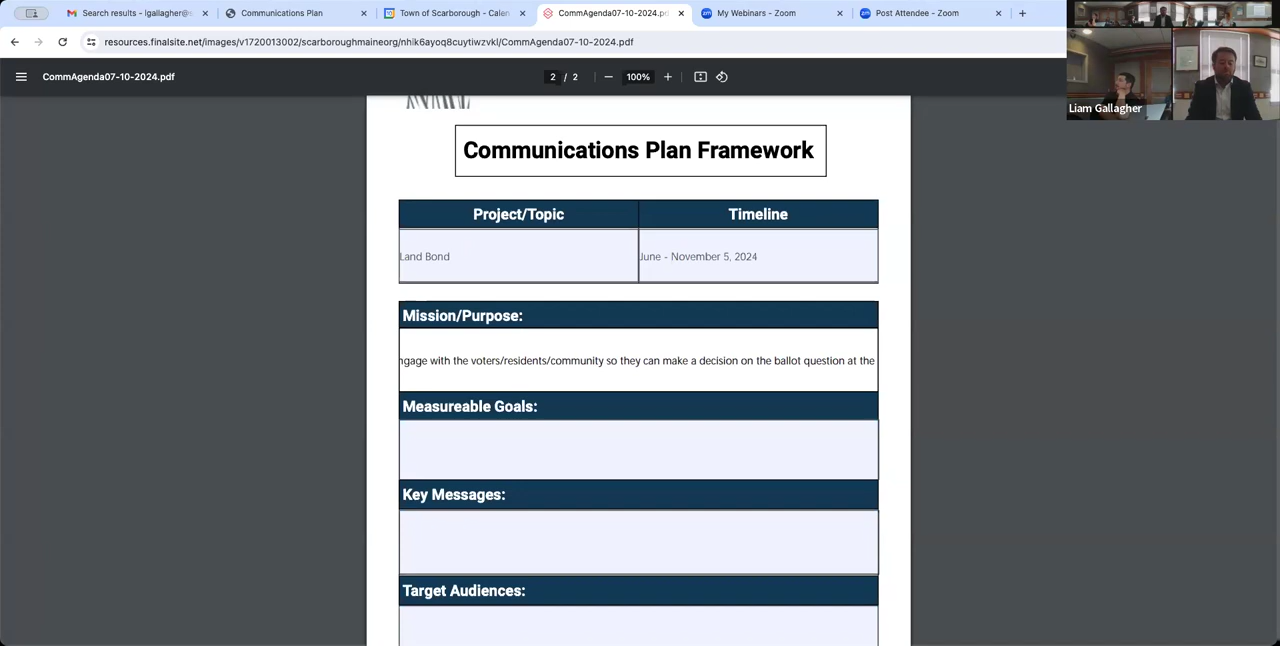 Search results - lgallagher@
Communications Plan
Town of Scarborough - Calen
CommAgenda07-10-2024.pd
My Webinars - Zoom
Post Attendee - Zoom
resources.finalsite.net/images/v1720013002/scarboroughmaineorg/nhik6ayoq8cuytiwzvkl/CommAgenda07-10-2024.pdf
CommAgenda07-10-2024.pdf
2 / 2
100%
Liam Gallagher
Communications Plan Framework
Project/Topic Timeline
Land Bond June - November 5, 2024
Mission/Purpose:
ngage with the voters/residents/community so they can make a decision on the ballot question at the
Measureable Goals:
Key Messages:
Target Audiences: